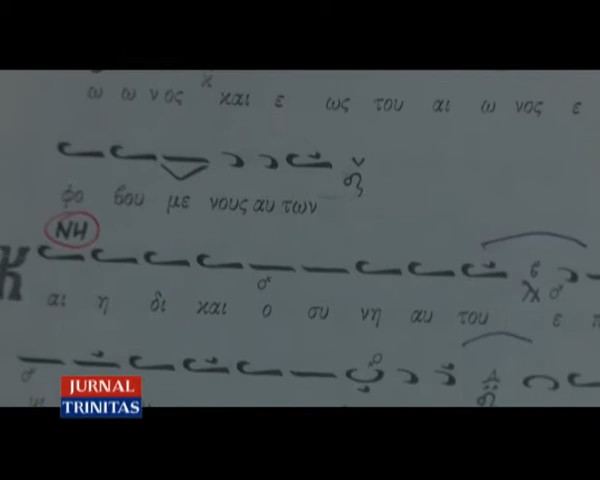 ω ω νος και ε ως του αι ω νος ε
φο βου με νους αυ των
ΝΗ
Κ αι η δι και ο συ νη αυ του ε
JURNAL
TRINITAS